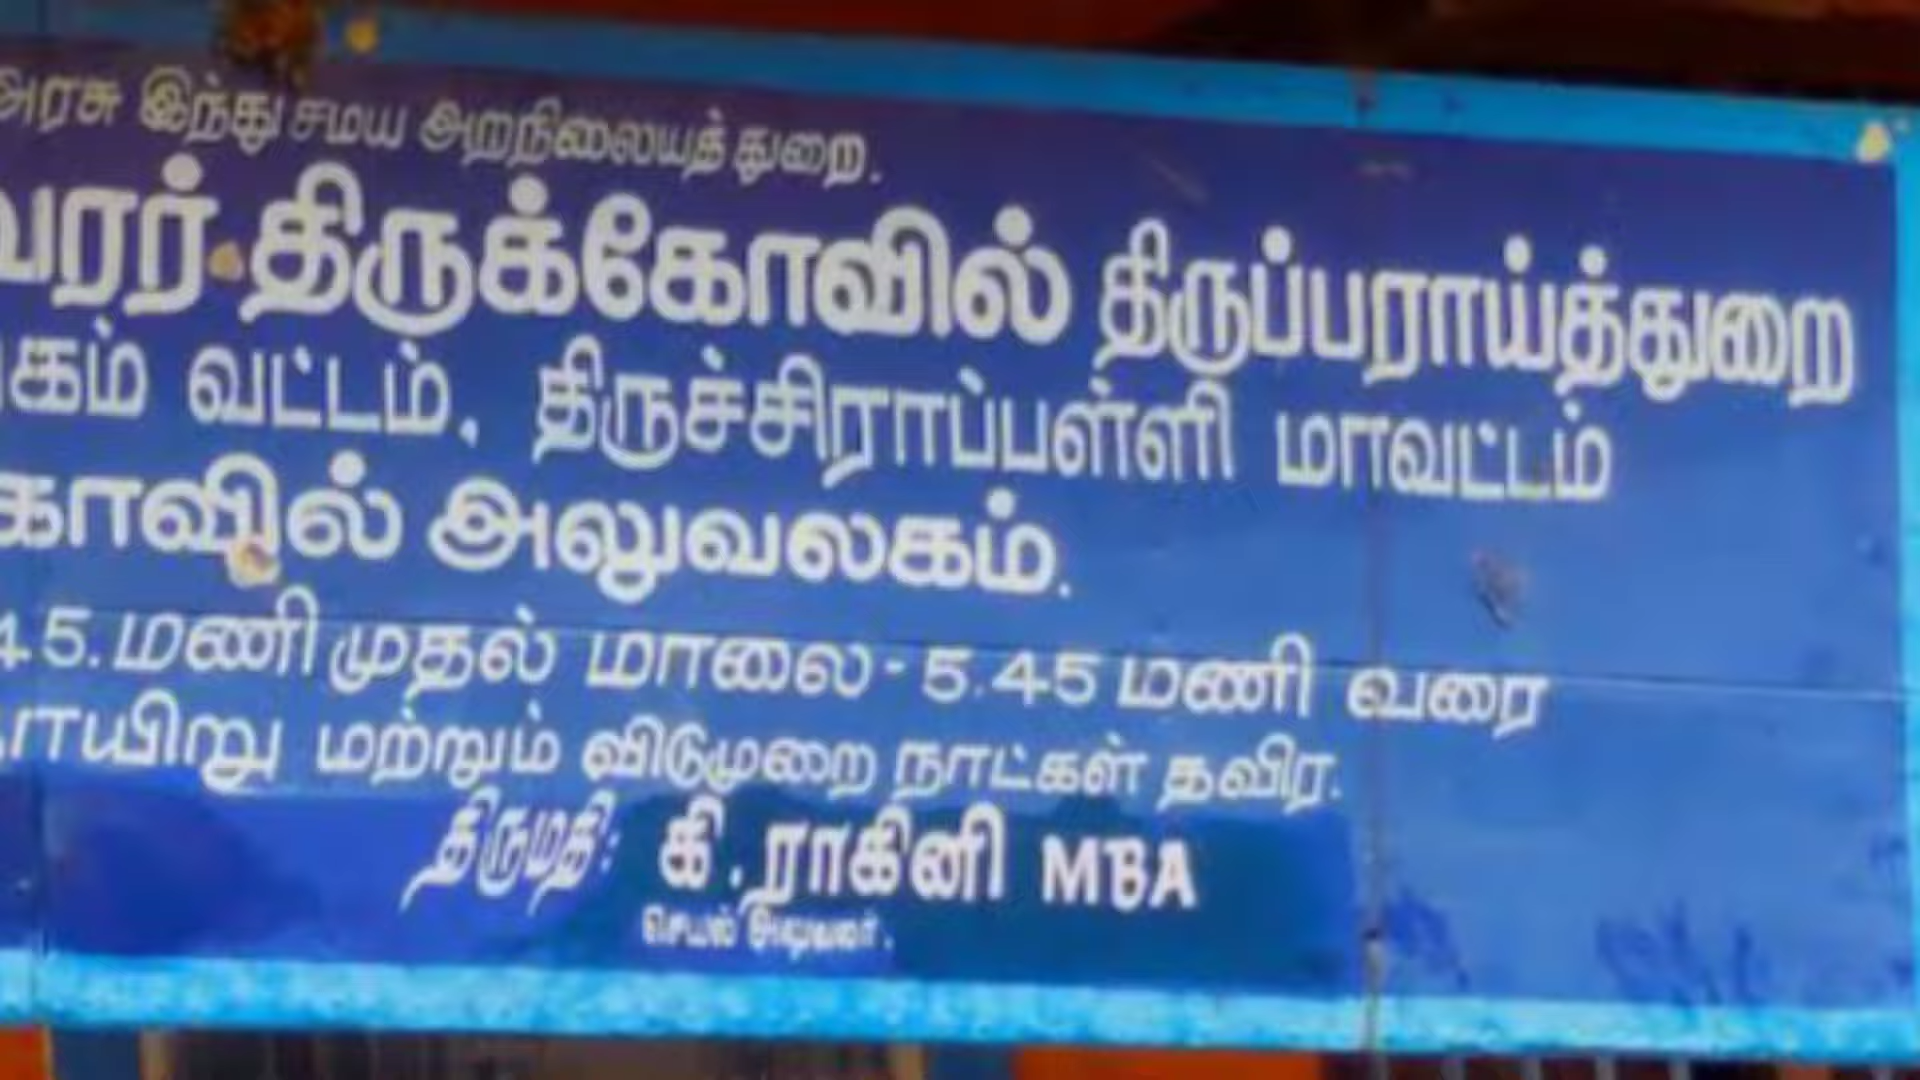 அரசு இந்து சமய அறநிலையத்துறை.
வரர் திருக்கோவில் திருப்பராய்த்துறை
கம் வட்டம், திருச்சிராப்பள்ளி மாவட்டம்
காவில் அலுவலகம்.
45. மணி முதல் மாலை - 5.45 மணி வரை
ாயிறு மற்றும் விடுமுறை நாட்கள் தவிர.
திருமதி: கி. ராகினி MBA
செயல் அலுவலர்.